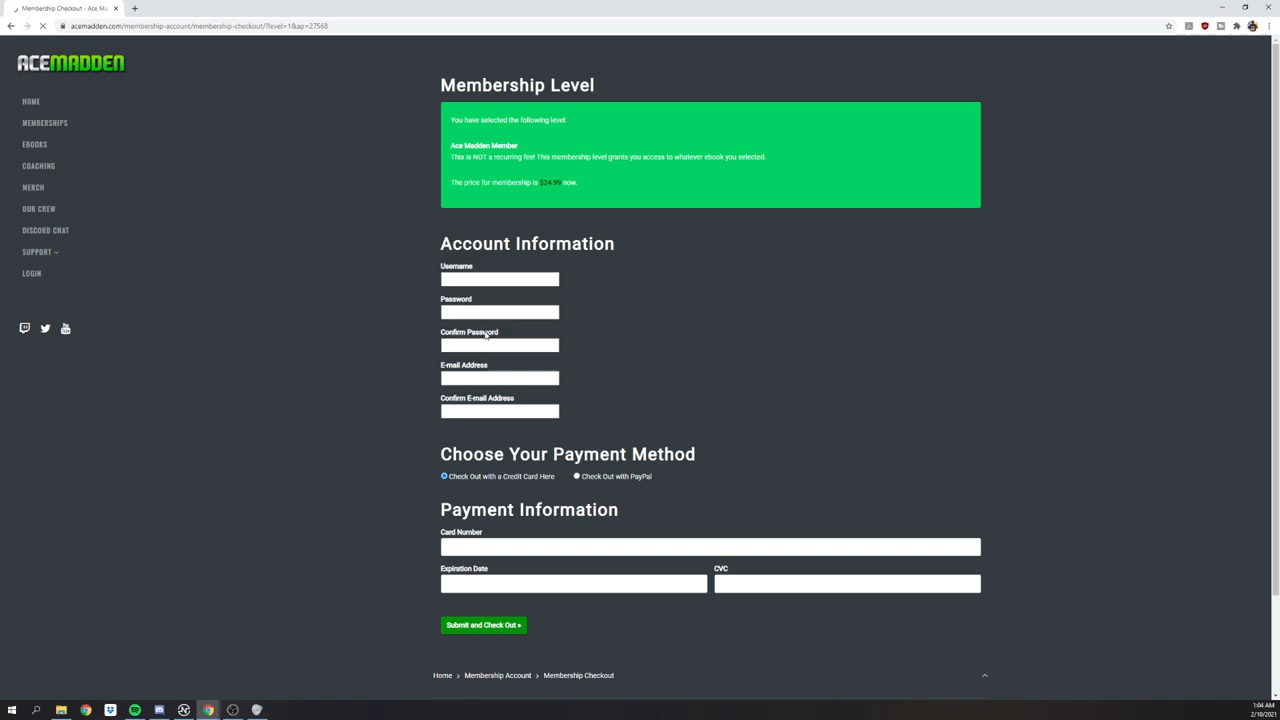 Membership Checkout - Ace Ma
acemadden.com/membership-account/membership-checkout/?level=1&ap=27568
ACEMADDEN
HOME
MEMBERSHIPS
EBOOKS
COACHING
MERCH
OUR CREW
DISCORD CHAT
SUPPORT
LOGIN
Membership Level
You have selected the following level:
Ace Madden Member
This is NOT a recurring fee! This membership level grants you access to whatever ebook you selected.
The price for membership is $24.99 now.
Account Information
Username
Password
Confirm Password
E-mail Address
Confirm E-mail Address
Choose Your Payment Method
Check Out with a Credit Card Here Check Out with PayPal
Payment Information
Card Number
Expiration Date CVC
Submit and Check Out »
Home › Membership Account › Membership Checkout
1:04 AM
2/10/2021